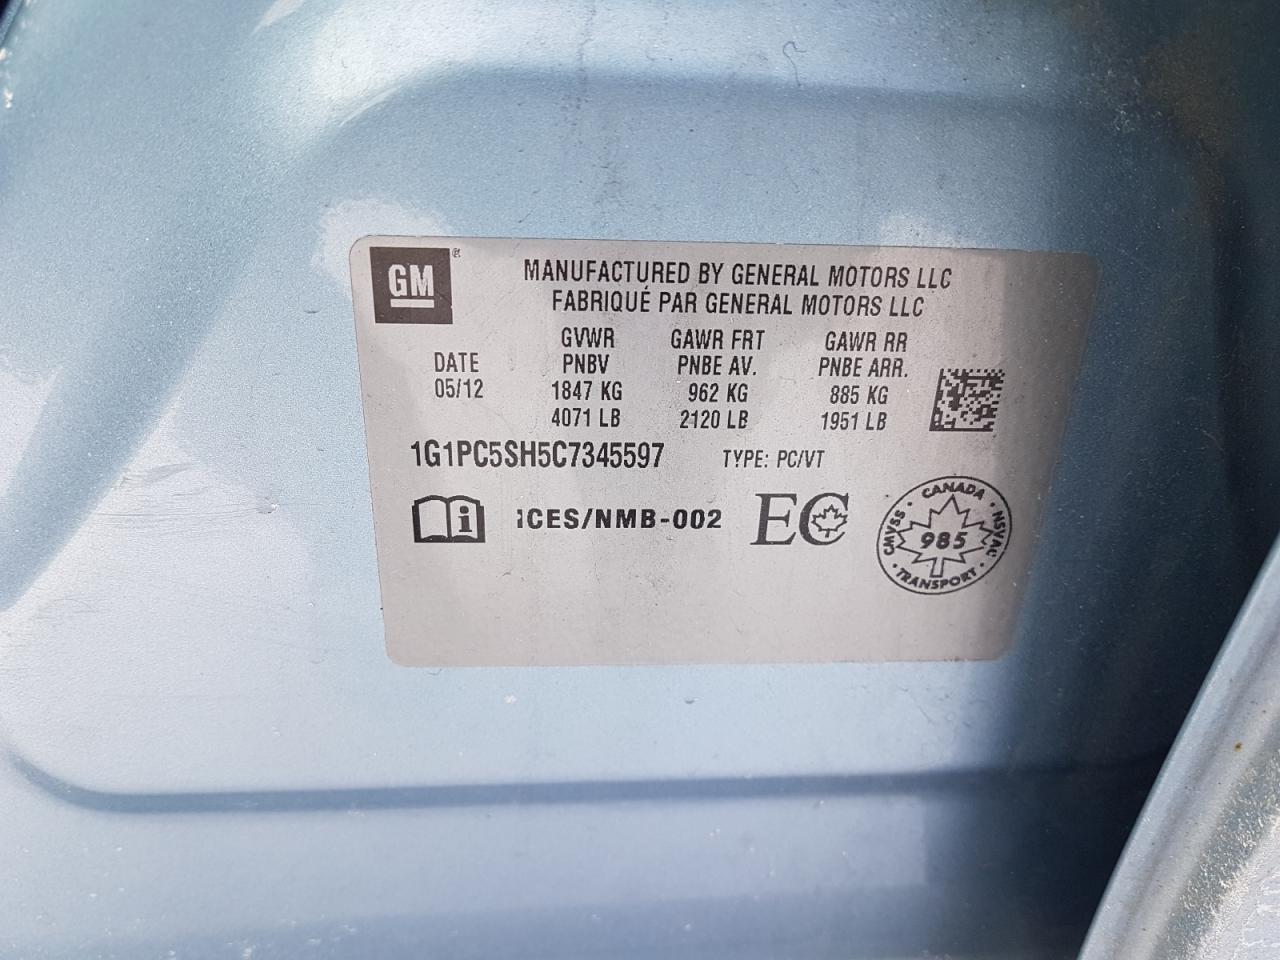 GM®
MANUFACTURED BY GENERAL MOTORS LLC
FABRIQUÉ PAR GENERAL MOTORS LLC
GVWR GAWR FRT GAWR RR
DATE PNBV PNBE AV. PNBE ARR.
05/12 1847 KG 962 KG 885 KG
4071 LB 2120 LB 1951 LB
1G1PC5SH5C7345597 TYPE: PC/VT
i ICES/NMB-002 EC
CANADA
CMVSS 985 NSVAC
TRANSPORT